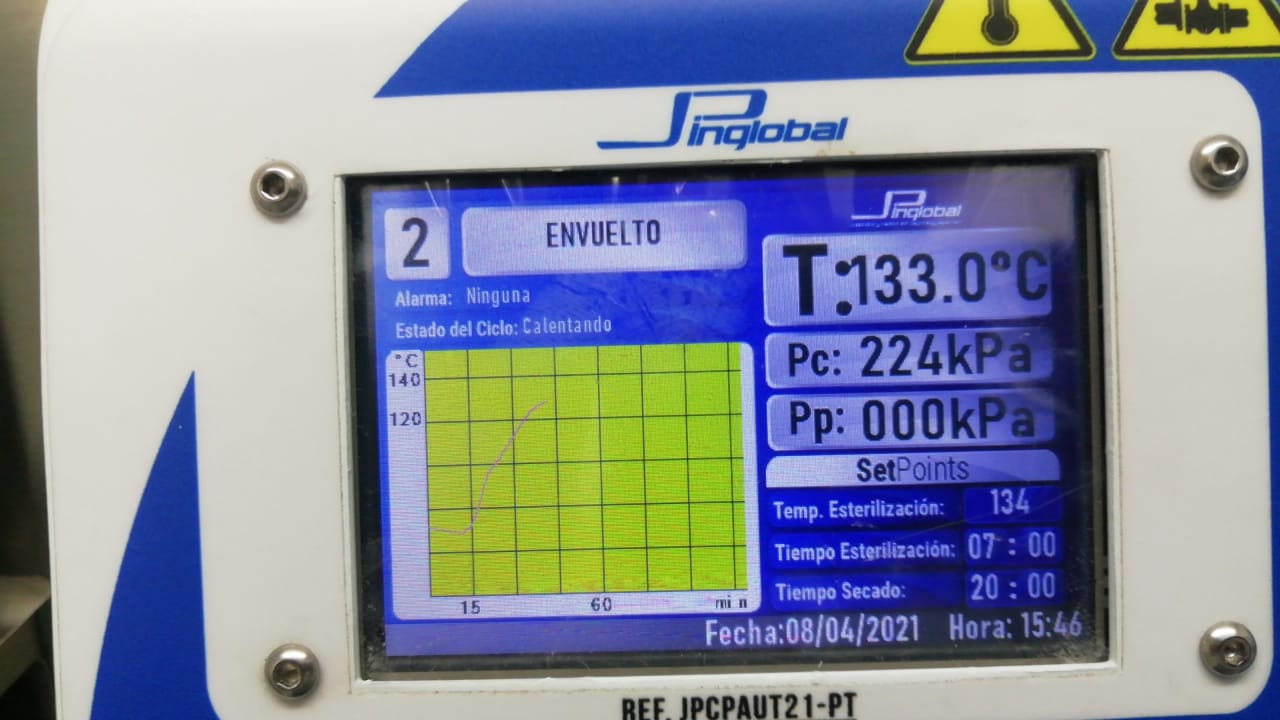 JPinglobal
JPinglobal
2
ENVUELTO
Alarma: Ninguna
Estado del Ciclo: Calentando
T:133.0°C
Pc: 224kPa
Pp: 000kPa
°C
140
120
15
60
min
SetPoints
Temp. Esterilización: 134
Tiempo Esterilización: 07 : 00
Tiempo Secado: 20 : 00
Fecha:08/04/2021 Hora: 15:46
REF. JPCPAUT21-PT